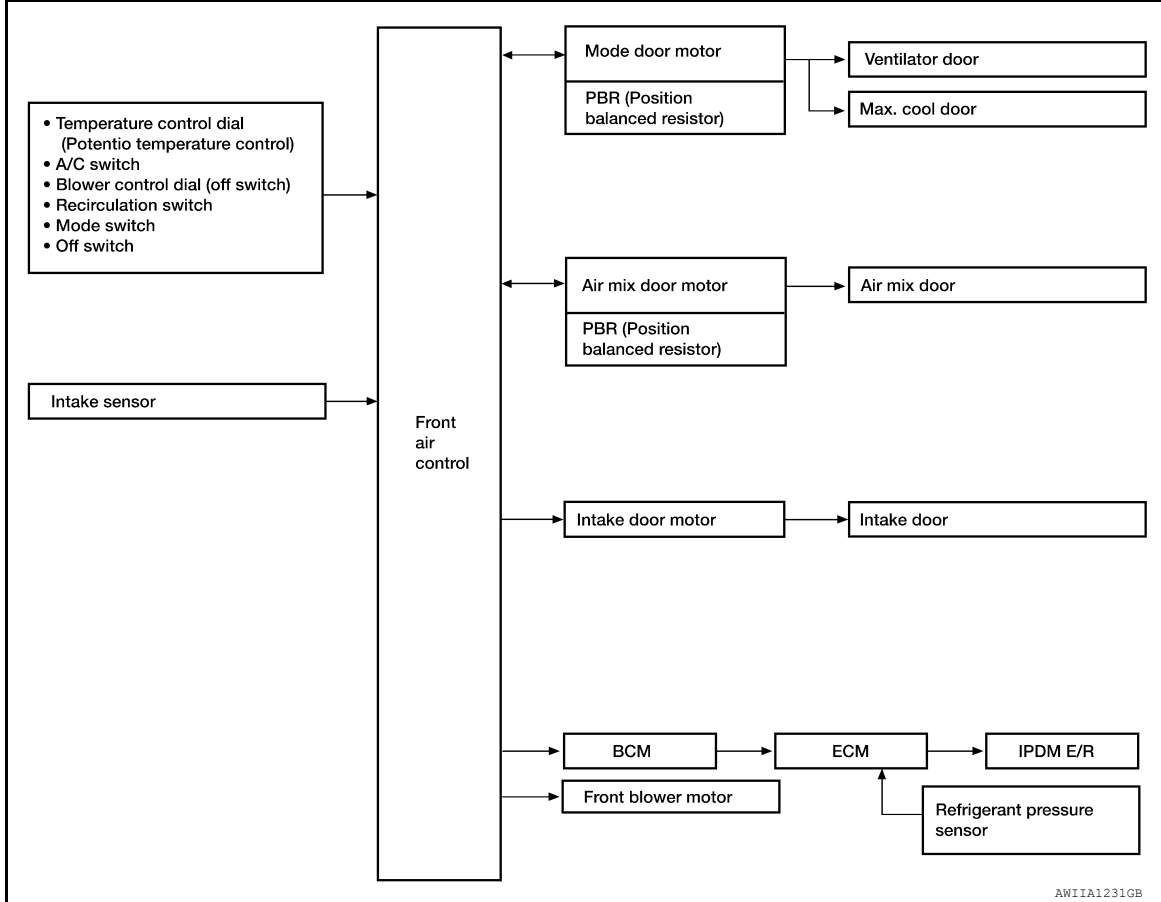 Mode door motor
PBR (Position
balanced resistor)
Ventilator door
Max. cool door
• Temperature control dial
(Potentio temperature control)
• A/C switch
• Blower control dial (off switch)
• Recirculation switch
• Mode switch
• Off switch
Air mix door motor
PBR (Position
balanced resistor)
Air mix door
Intake sensor
Front
air
control
Intake door motor
Intake door
BCM
ECM
IPDM E/R
Front blower motor
Refrigerant pressure
sensor
AWIIA1231GB